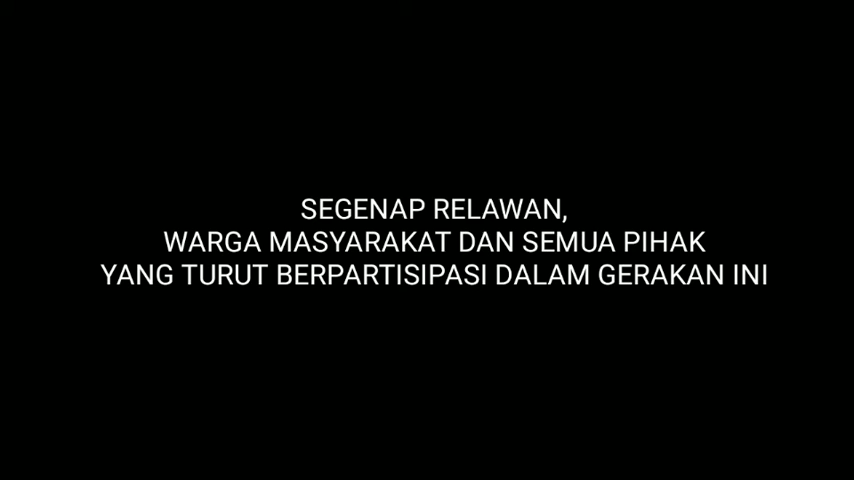 SEGENAP RELAWAN,
WARGA MASYARAKAT DAN SEMUA PIHAK
YANG TURUT BERPARTISIPASI DALAM GERAKAN INI